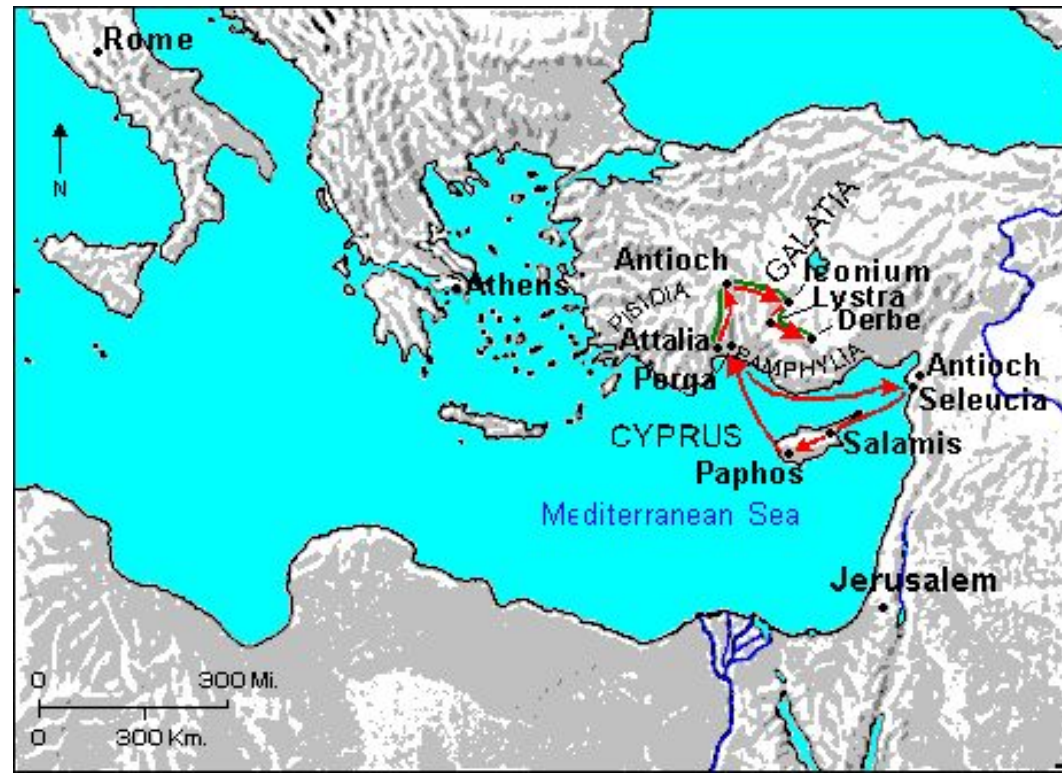 Rome
N
GALATIA
Antioch
Iconium
Lystra
PISIDIA
Athens
Derbe
Attalia
PAMPHYLIA
Antioch
Perga
Seleucia
CYPRUS
Salamis
Paphos
Mediterranean Sea
Jerusalem
0 300 Mi.
0 300 Km.